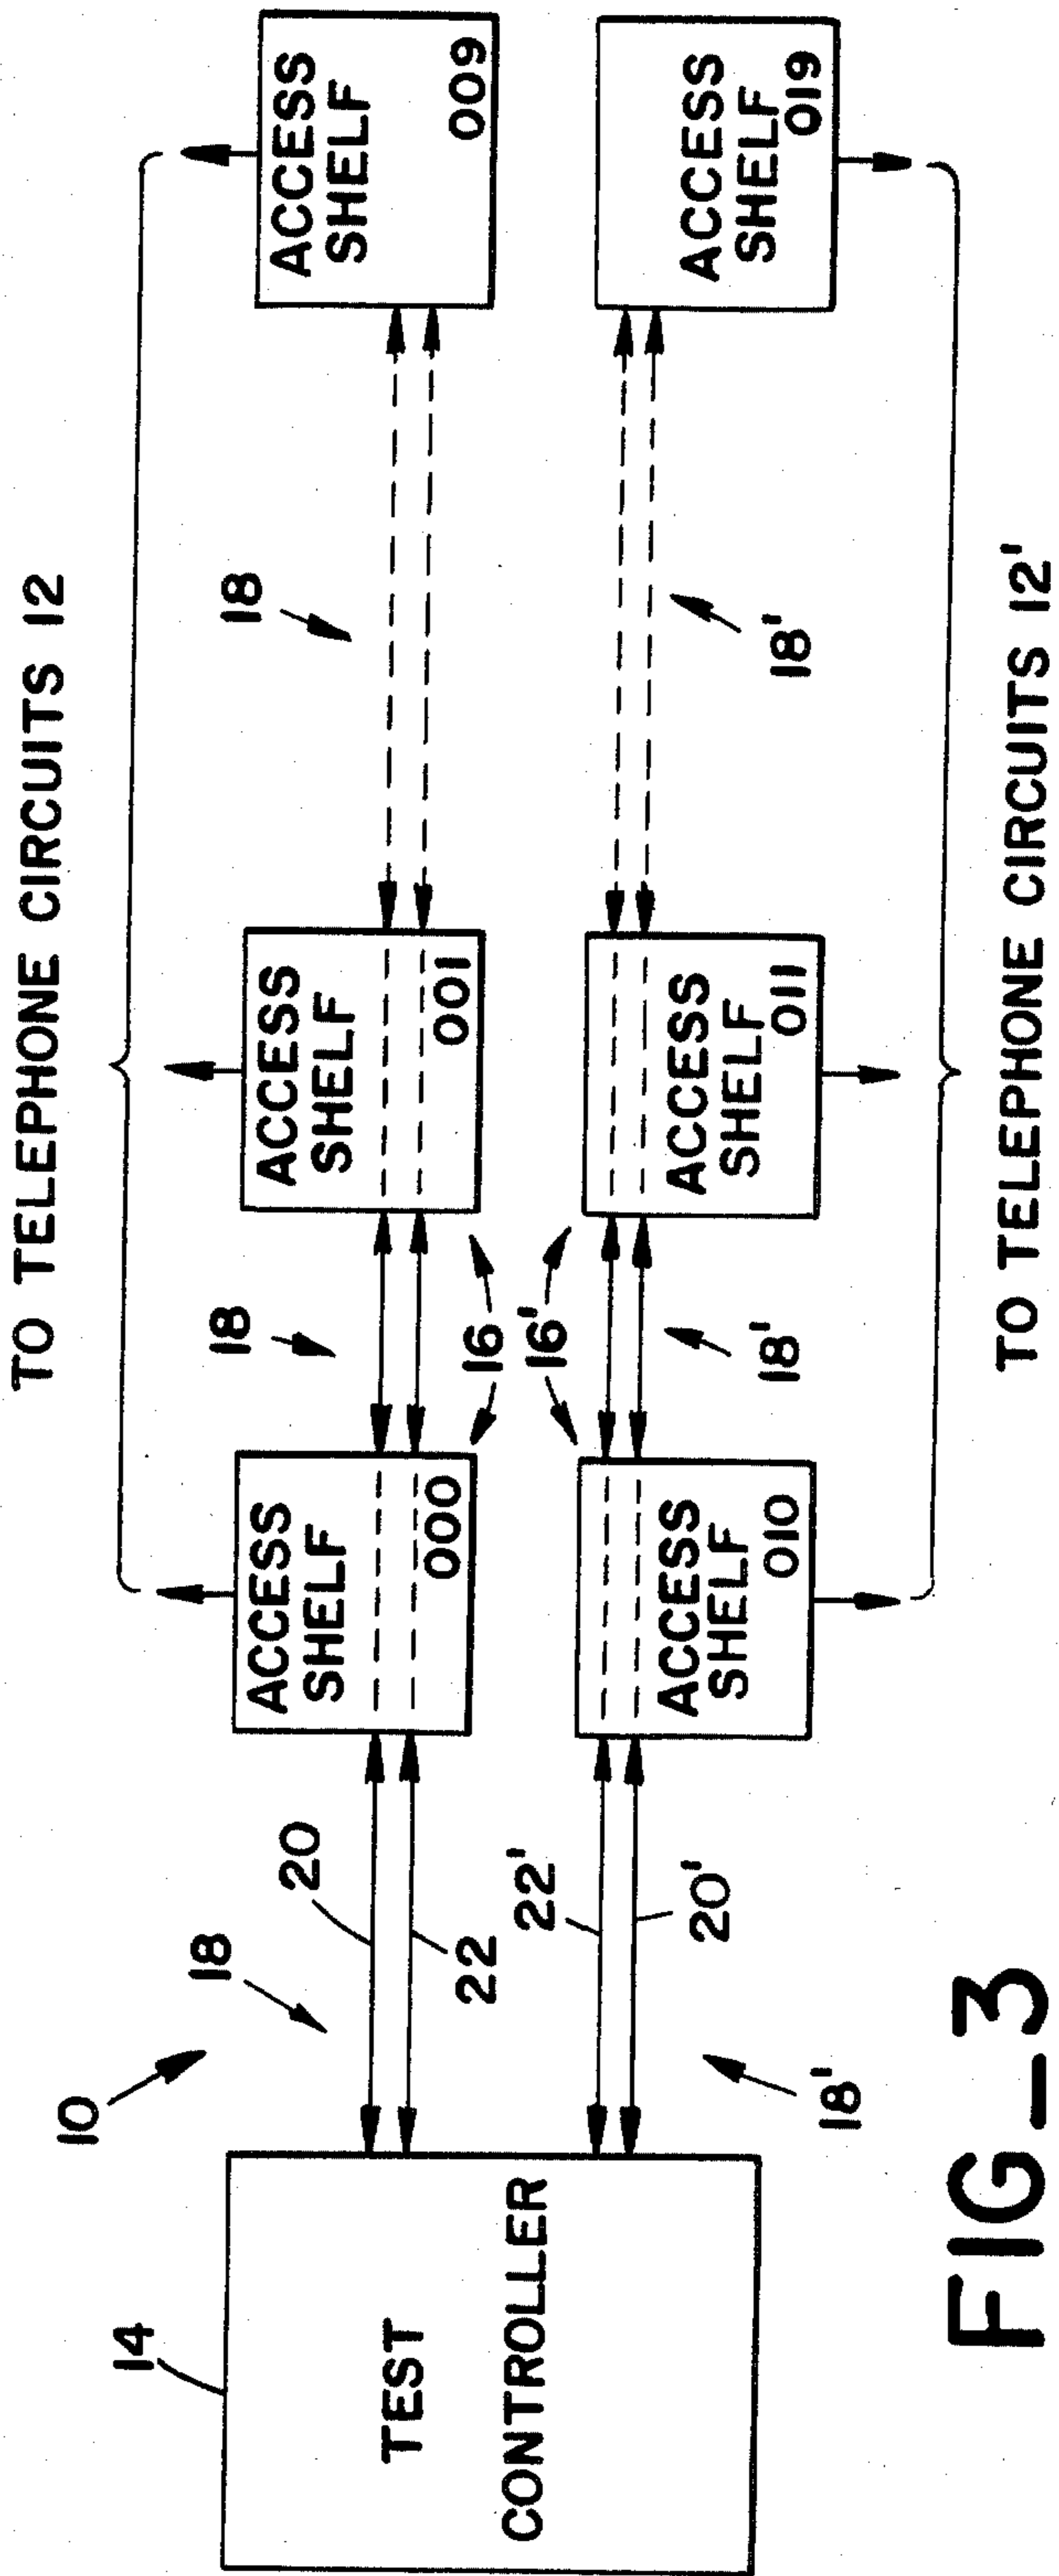 TO TELEPHONE CIRCUITS 12
10
18
18
18
14
TEST
CONTROLLER
20
22
ACCESS
SHELF
000
ACCESS
SHELF
001
ACCESS
SHELF
009
16
16'
22'
20'
ACCESS
SHELF
010
ACCESS
SHELF
011
ACCESS
SHELF
019
18'
18'
18'
TO TELEPHONE CIRCUITS 12'
FIG_3